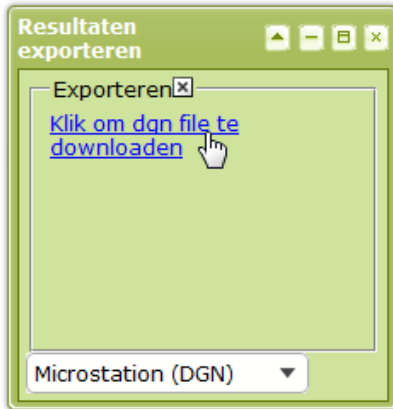 Resultaten
exporteren
Exporteren
Klik om dgn file te
downloaden
Microstation (DGN)